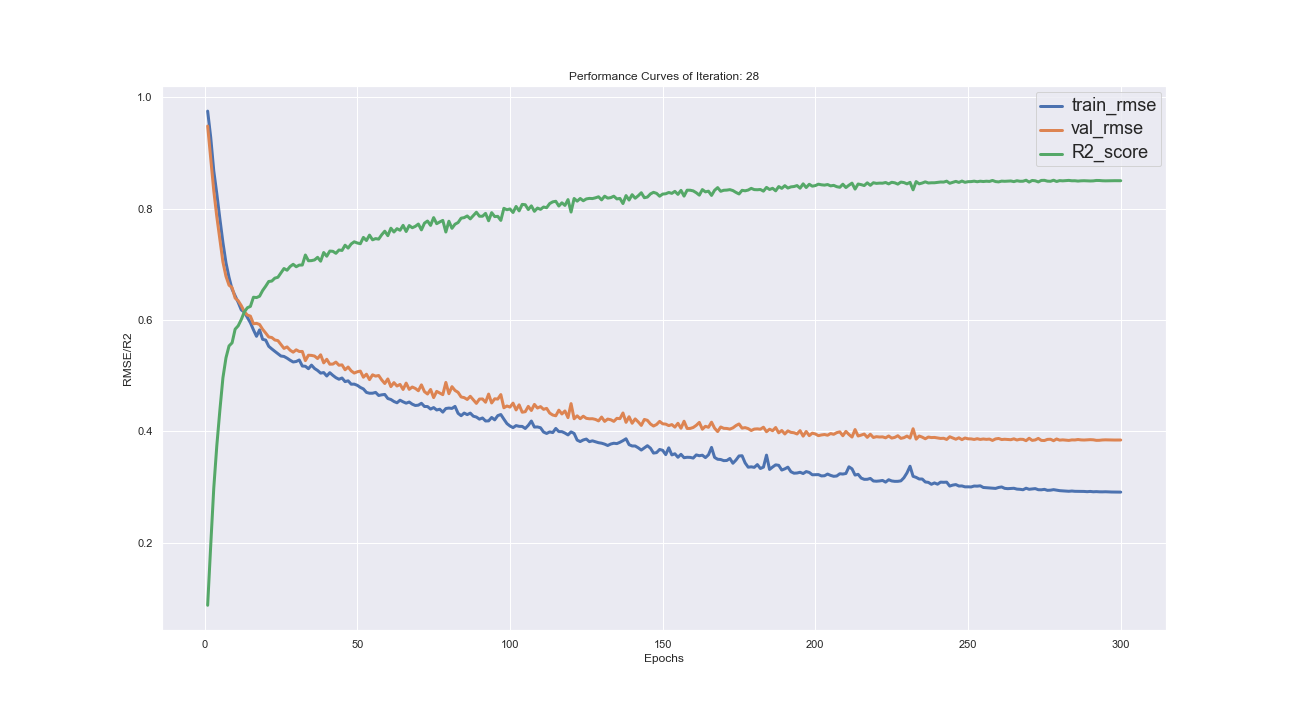 Performance Curves of Iteration: 28
train_rmse
val_rmse
R2_score
RMSE/R2
1.0
0.8
0.6
0.4
0.2
0 50 100 150 200 250 300
Epochs